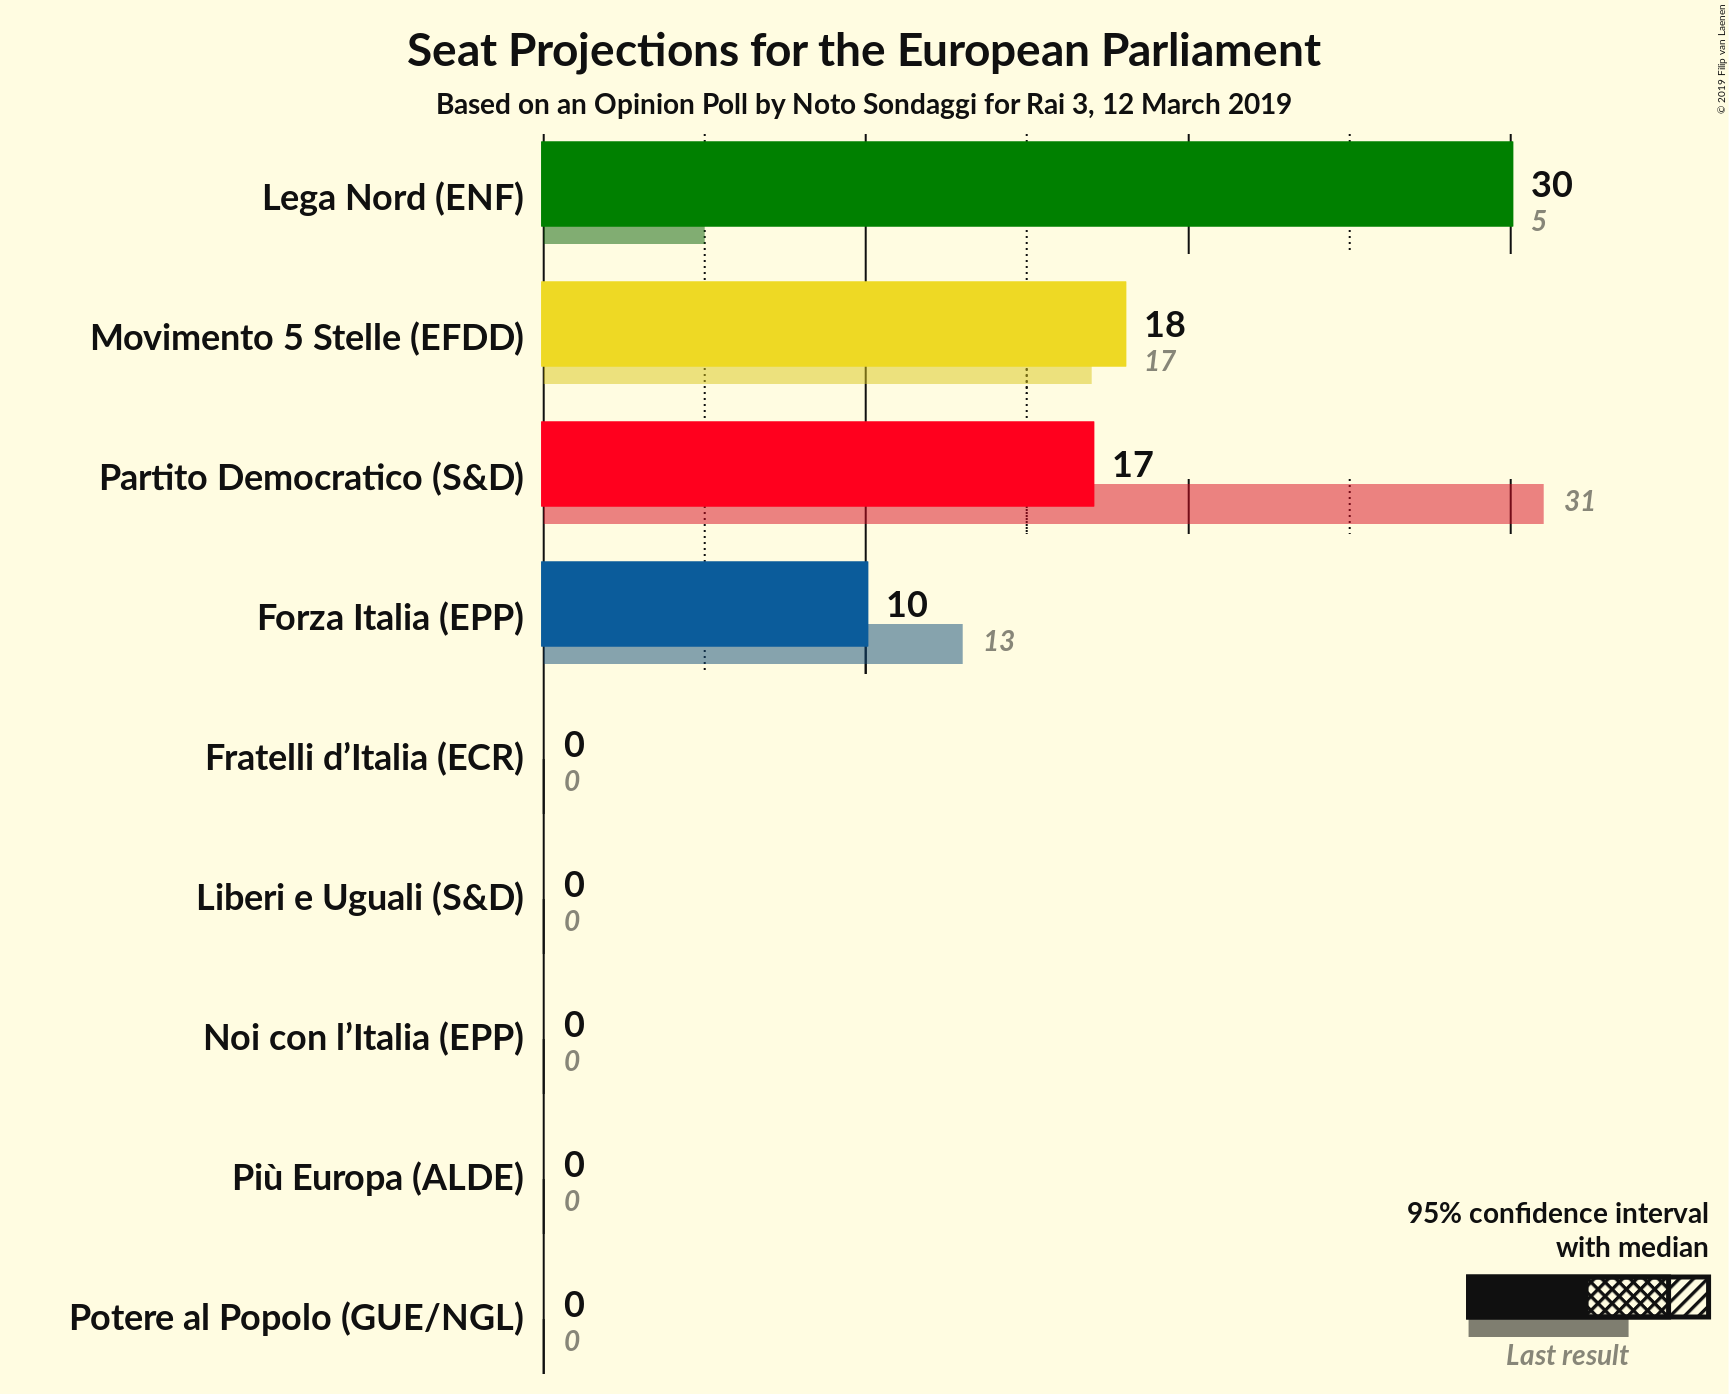 Seat Projections for the European Parliament
Based on an Opinion Poll by Noto Sondaggi for Rai 3, 12 March 2019
© 2019 Filip van Laenen
Lega Nord (ENF)
30
5
Movimento 5 Stelle (EFDD)
18
17
Partito Democratico (S&D)
17
31
Forza Italia (EPP)
10
13
Fratelli d’Italia (ECR)
0
0
Liberi e Uguali (S&D)
0
0
Noi con l’Italia (EPP)
0
0
Più Europa (ALDE)
0
0
Potere al Popolo (GUE/NGL)
0
0
95% confidence interval
with median
Last result